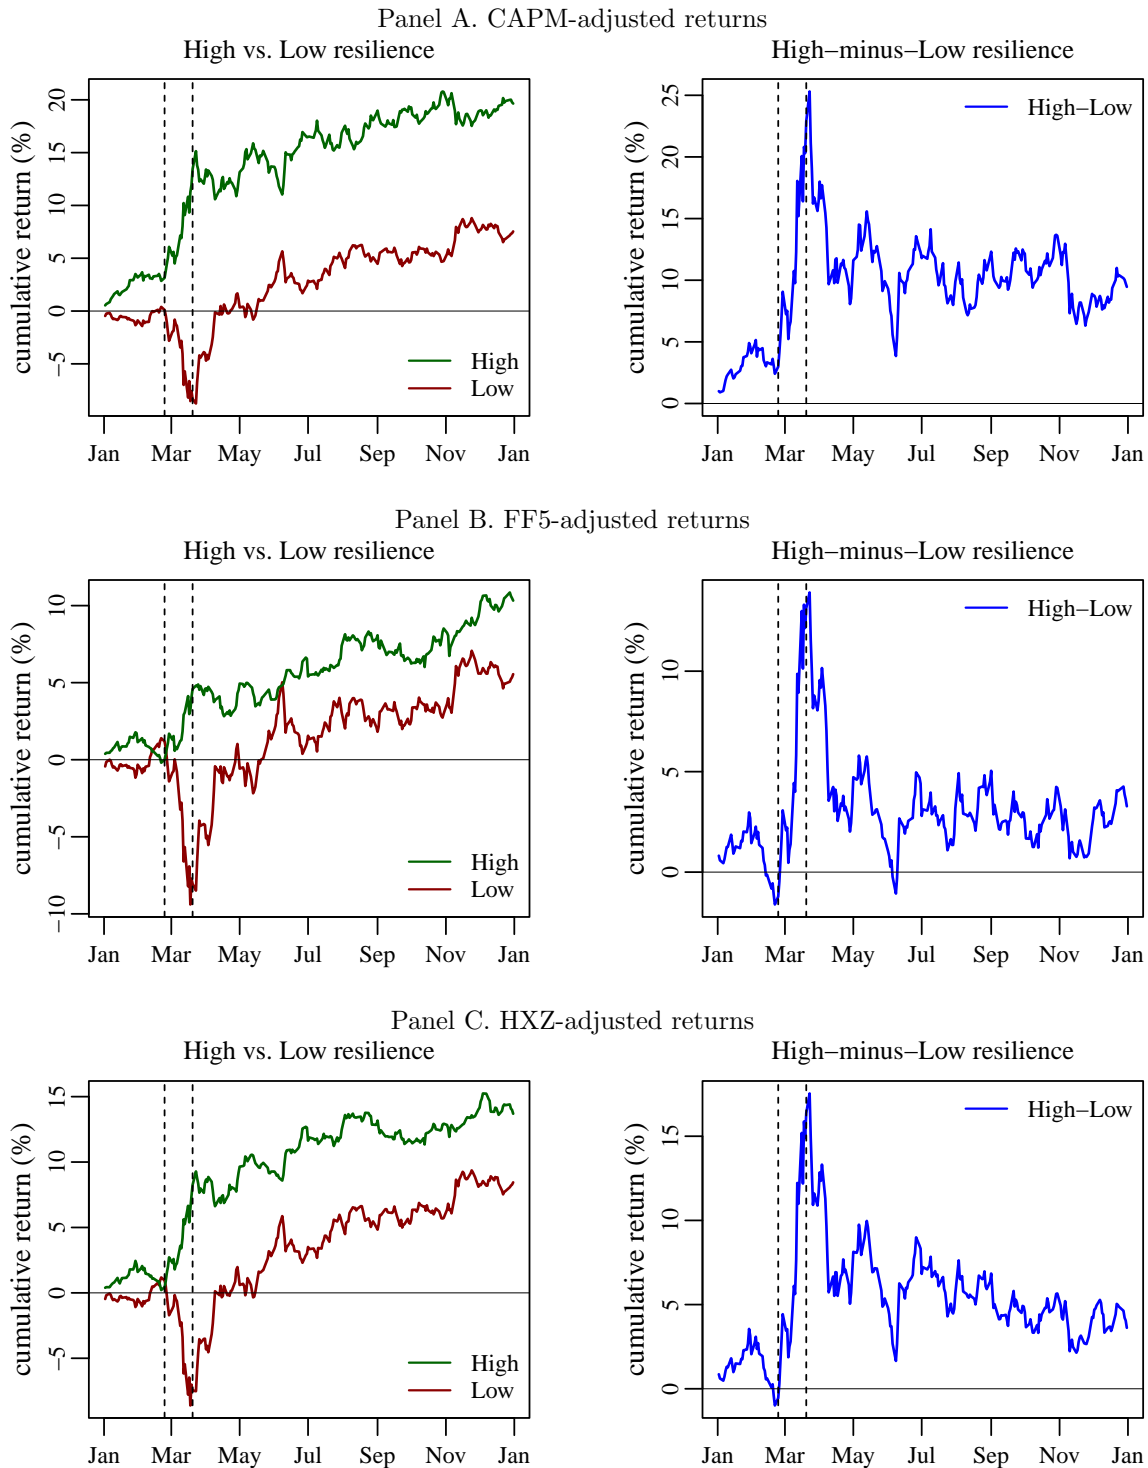 Panel A. CAPM-adjusted returns
High vs. Low resilience
High−minus−Low resilience
cumulative return (%)
20
15
10
5
0
−5
High
Low
Jan Mar May Jul Sep Nov Jan
cumulative return (%)
25
20
15
10
5
0
High−Low
Jan Mar May Jul Sep Nov Jan
Panel B. FF5-adjusted returns
High vs. Low resilience
High−minus−Low resilience
cumulative return (%)
10
5
0
−5
−10
High
Low
Jan Mar May Jul Sep Nov Jan
cumulative return (%)
10
5
0
High−Low
Jan Mar May Jul Sep Nov Jan
Panel C. HXZ-adjusted returns
High vs. Low resilience
High−minus−Low resilience
cumulative return (%)
15
10
5
0
−5
High
Low
Jan Mar May Jul Sep Nov Jan
cumulative return (%)
15
10
5
0
High−Low
Jan Mar May Jul Sep Nov Jan